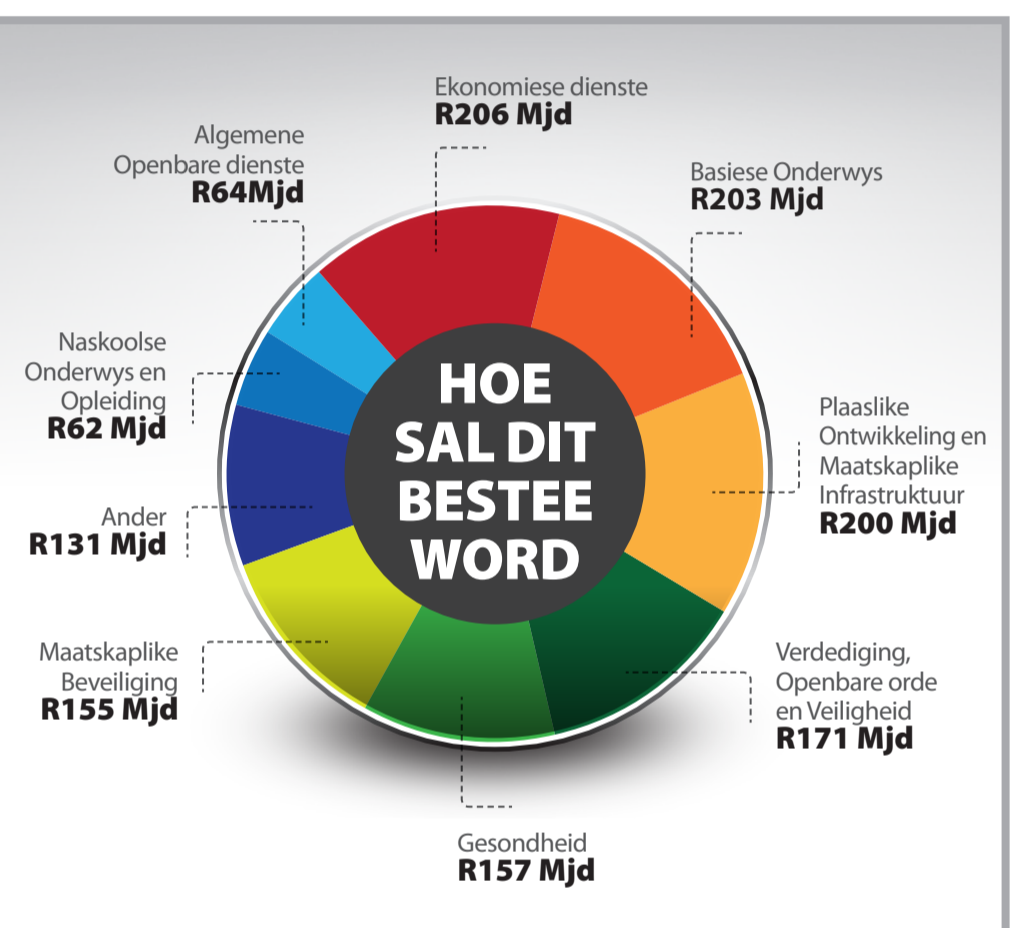 Ekonomiese dienste
R206 Mjd
Algemene
Openbare dienste
R64Mjd
Basiese Onderwys
R203 Mjd
Naskoolse
Onderwys en
Opleiding
R62 Mjd
HOE
SAL DIT
BESTEE
WORD
Plaaslike
Ontwikkeling en
Maatskaplike
Infrastruktuur
R200 Mjd
Ander
R131 Mjd
Maatskaplike
Beveiliging
R155 Mjd
Verdediging,
Openbare orde
en Veiligheid
R171 Mjd
Gesondheid
R157 Mjd